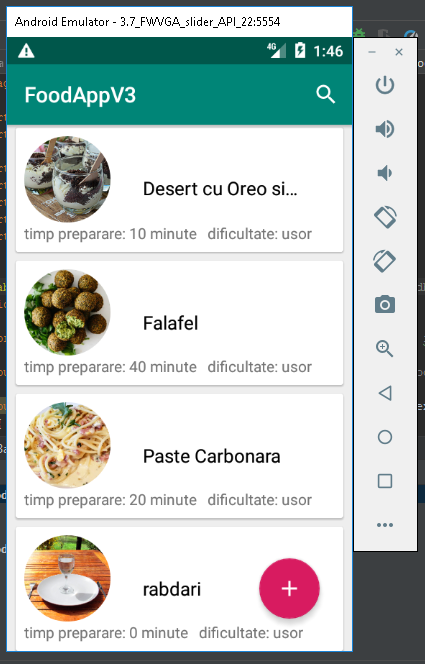 Android Emulator - 3.7_FWVGA_slider_API_22:5554
4G 1:46
FoodAppV3
Desert cu Oreo si...
timp preparare: 10 minute dificultate: usor
Falafel
timp preparare: 40 minute dificultate: usor
Paste Carbonara
timp preparare: 20 minute dificultate: usor
rabdari
timp preparare: 0 minute dificultate: usor